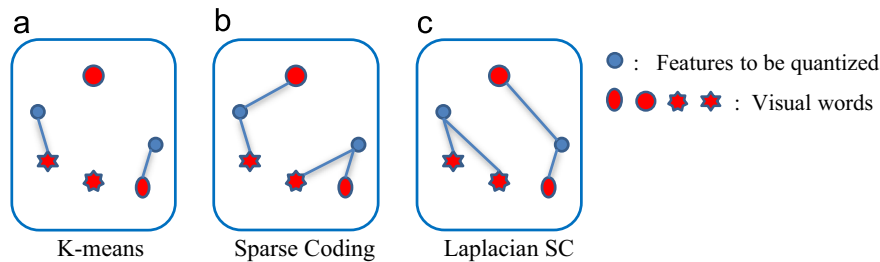 a
b
c
: Features to be quantized
: Visual words
K-means
Sparse Coding
Laplacian SC